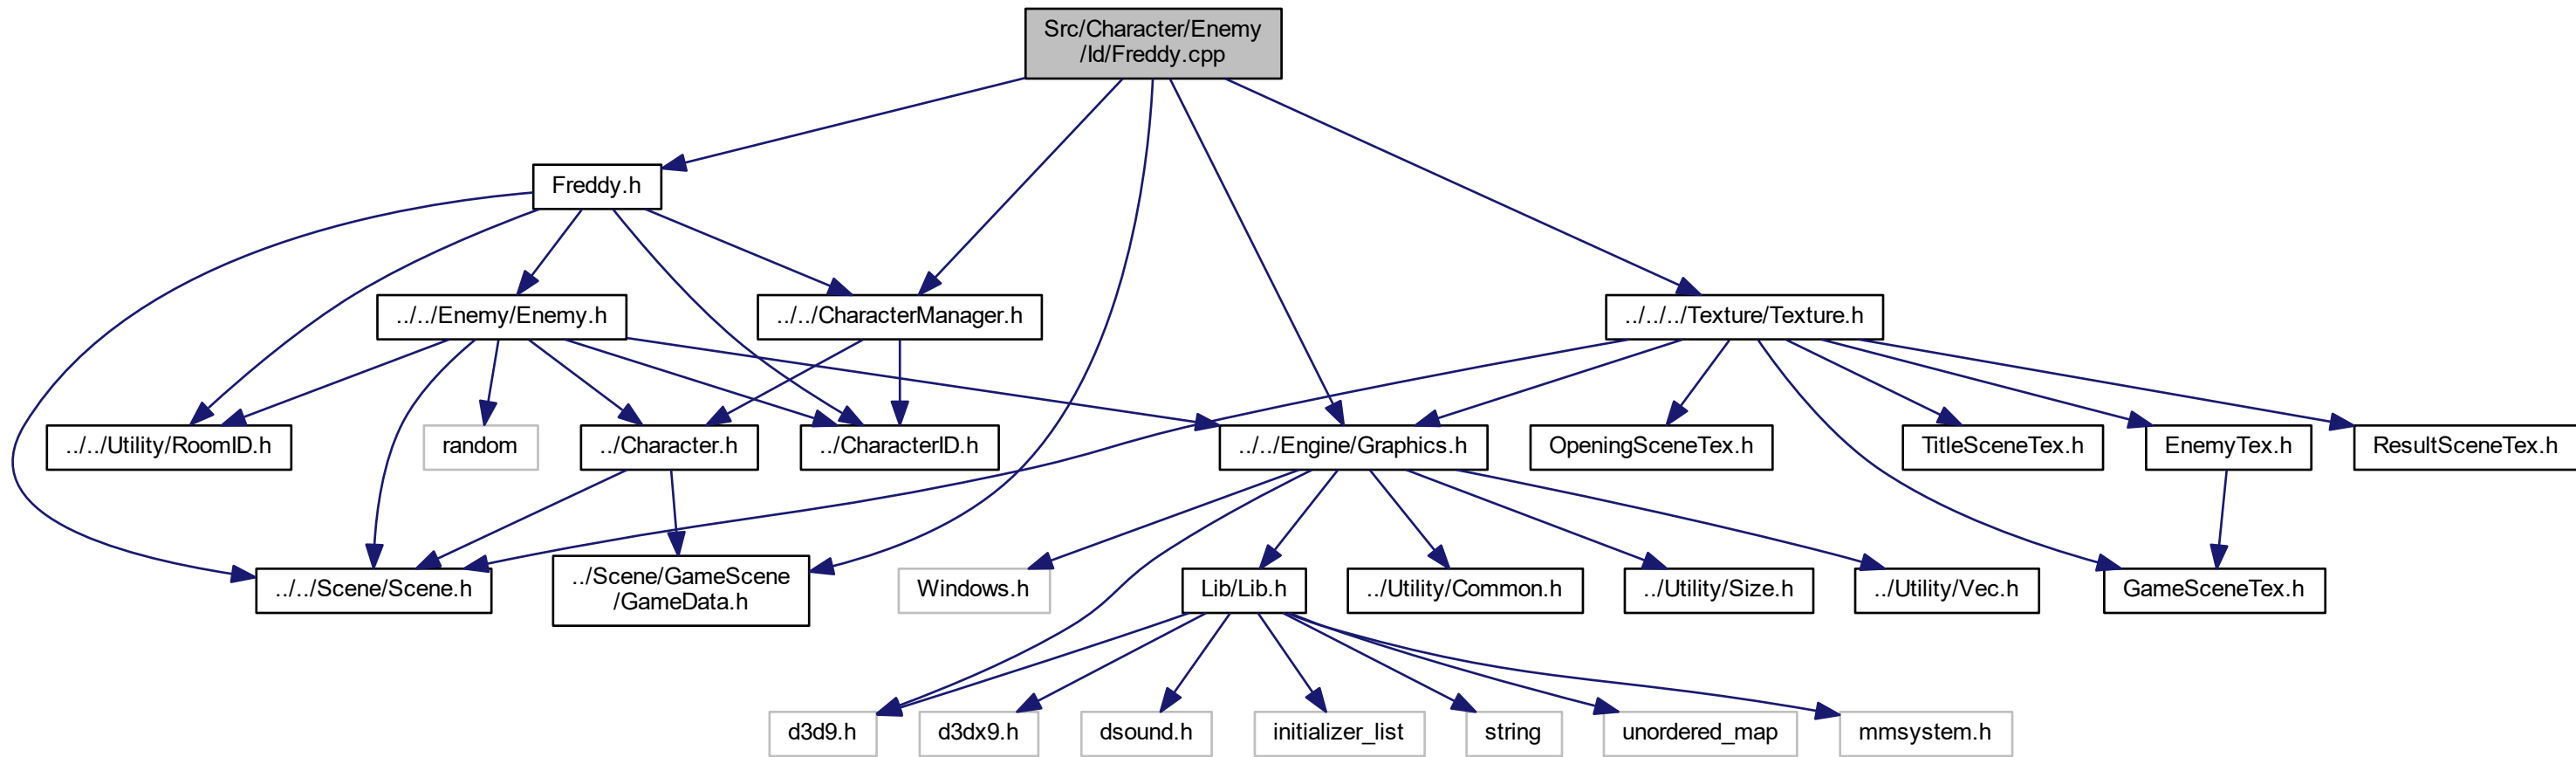 Src/Character/Enemy
/Id/Freddy.cpp
Freddy.h
../../Enemy/Enemy.h
../../CharacterManager.h
../../../Texture/Texture.h
../../Utility/RoomID.h
random
../Character.h
../CharacterID.h
../../Engine/Graphics.h
OpeningSceneTex.h
TitleSceneTex.h
EnemyTex.h
ResultSceneTex.h
../../Scene/Scene.h
../Scene/GameScene
/GameData.h
Windows.h
Lib/Lib.h
../Utility/Common.h
../Utility/Size.h
../Utility/Vec.h
GameSceneTex.h
d3d9.h
d3dx9.h
dsound.h
initializer_list
string
unordered_map
mmsystem.h